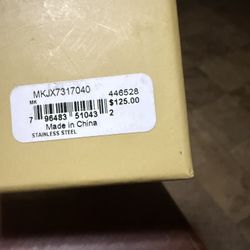 MKJX7317040 446528
MK $125.00
7 96483 51043 2
Made in China
STAINLESS STEEL